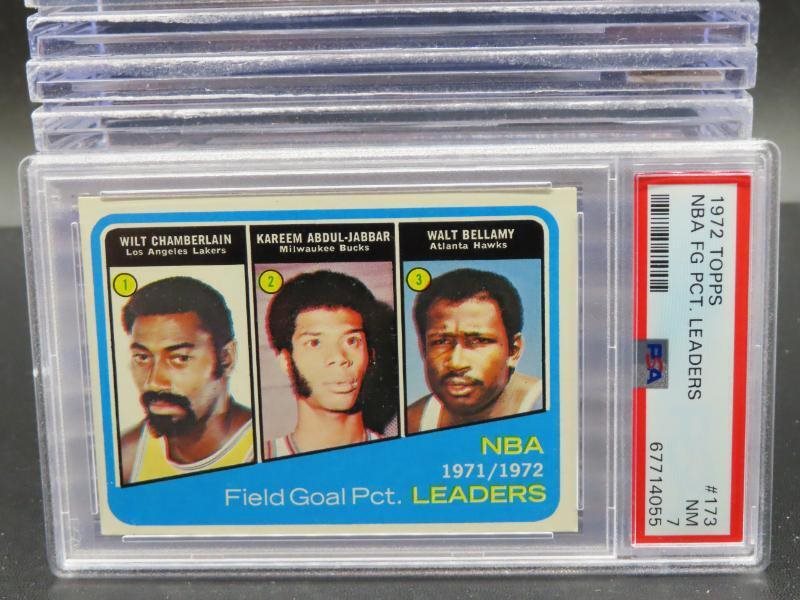 WILT CHAMBERLAIN
Los Angeles Lakers
1
KAREEM ABDUL-JABBAR
Milwaukee Bucks
2
WALT BELLAMY
Atlanta Hawks
3
NBA
1971/1972
Field Goal Pct. LEADERS
1972 TOPPS #173
NBA FG PCT. LEADERS NM
7
PSA 67714055